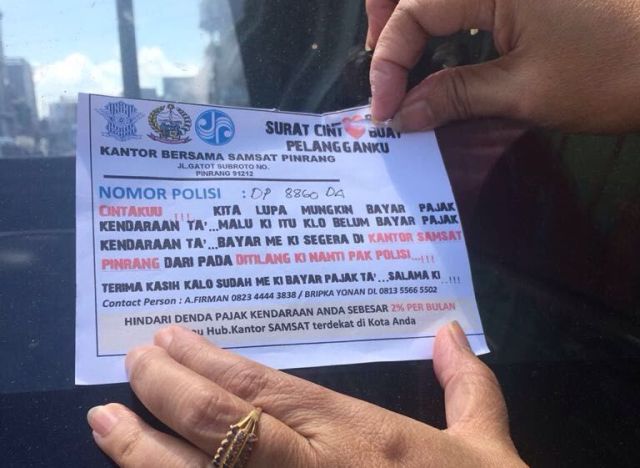 SURAT CINT BUAT
PELANGGANKU
KANTOR BERSAMA SAMSAT PINRANG
JL.GATOT SUBROTO NO.
PINRANG 91212
NOMOR POLISI : DP 8860 DA
CINTAKUU !!! KITA LUPA MUNGKIN BAYAR PAJAK
KENDARAAN TA'...MALU KI ITU KLO BELUM BAYAR PAJAK
KENDARAAN TA'...BAYAR ME KI SEGERA DI KANTOR SAMSAT
PINRANG DARI PADA DITILANG KI NANTI PAK POLISI...!!!
TERIMA KASIH KALO SUDAH ME KI BAYAR PAJAK TA'...SALAMA KI ..!!!
Contact Person : A.FIRMAN 0823 4444 3838 / BRIPKA YONAN DL 0813 5566 5502
HINDARI DENDA PAJAK KENDARAAN ANDA SEBESAR 2% PER BULAN
Hub.Kantor SAMSAT terdekat di Kota Anda